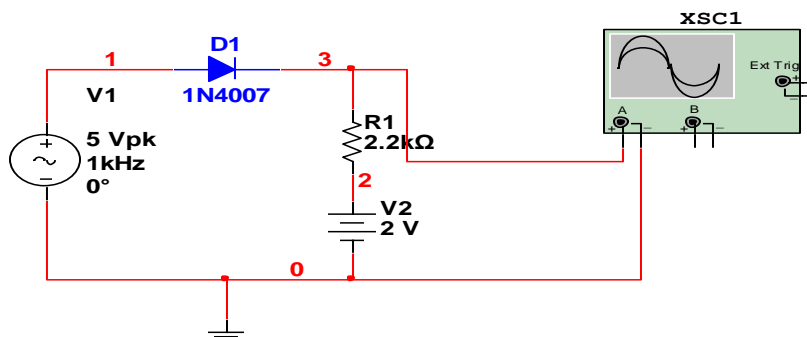 XSC1
D1
1
3
Ext Trig
V1
1N4007
A
B
R1
5 Vpk
2.2kΩ
1kHz
0°
2
V2
2 V
0